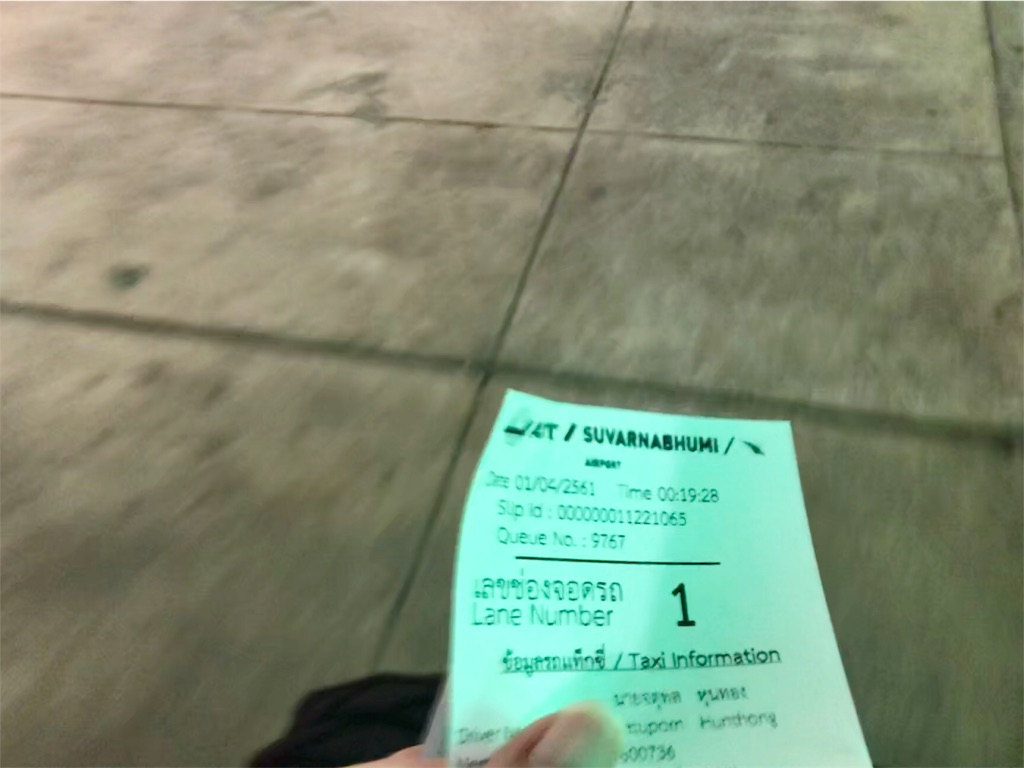 SUVARNABHUMI /
AIRPORT
Date 01/04/2561 Time 00:19:28
Slip Id : 000000011221065
Queue No. : 9767
เลขช่องจอดรถ
Lane Number 1
ข้อมูลรถแท็กซี่ / Taxi Information
Driver